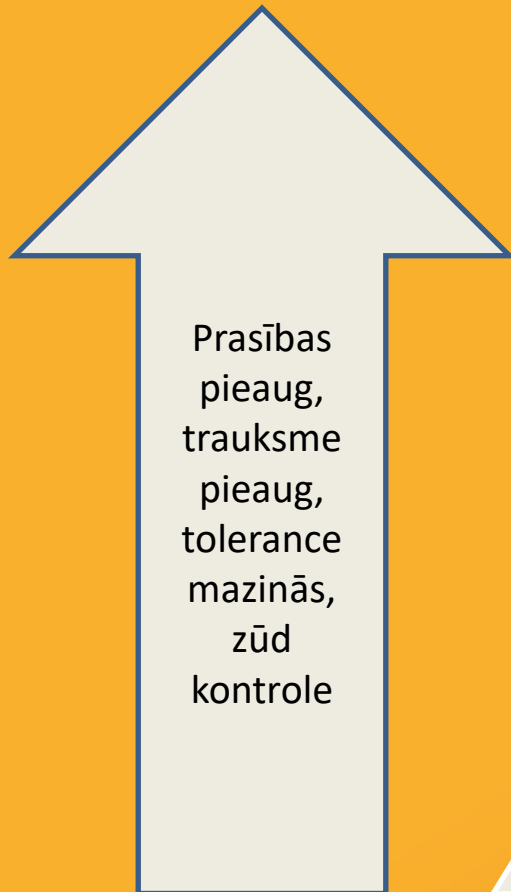 Prasības
pieaug,
trauksme
pieaug,
tolerance
mazinās,
zūd
kontrole